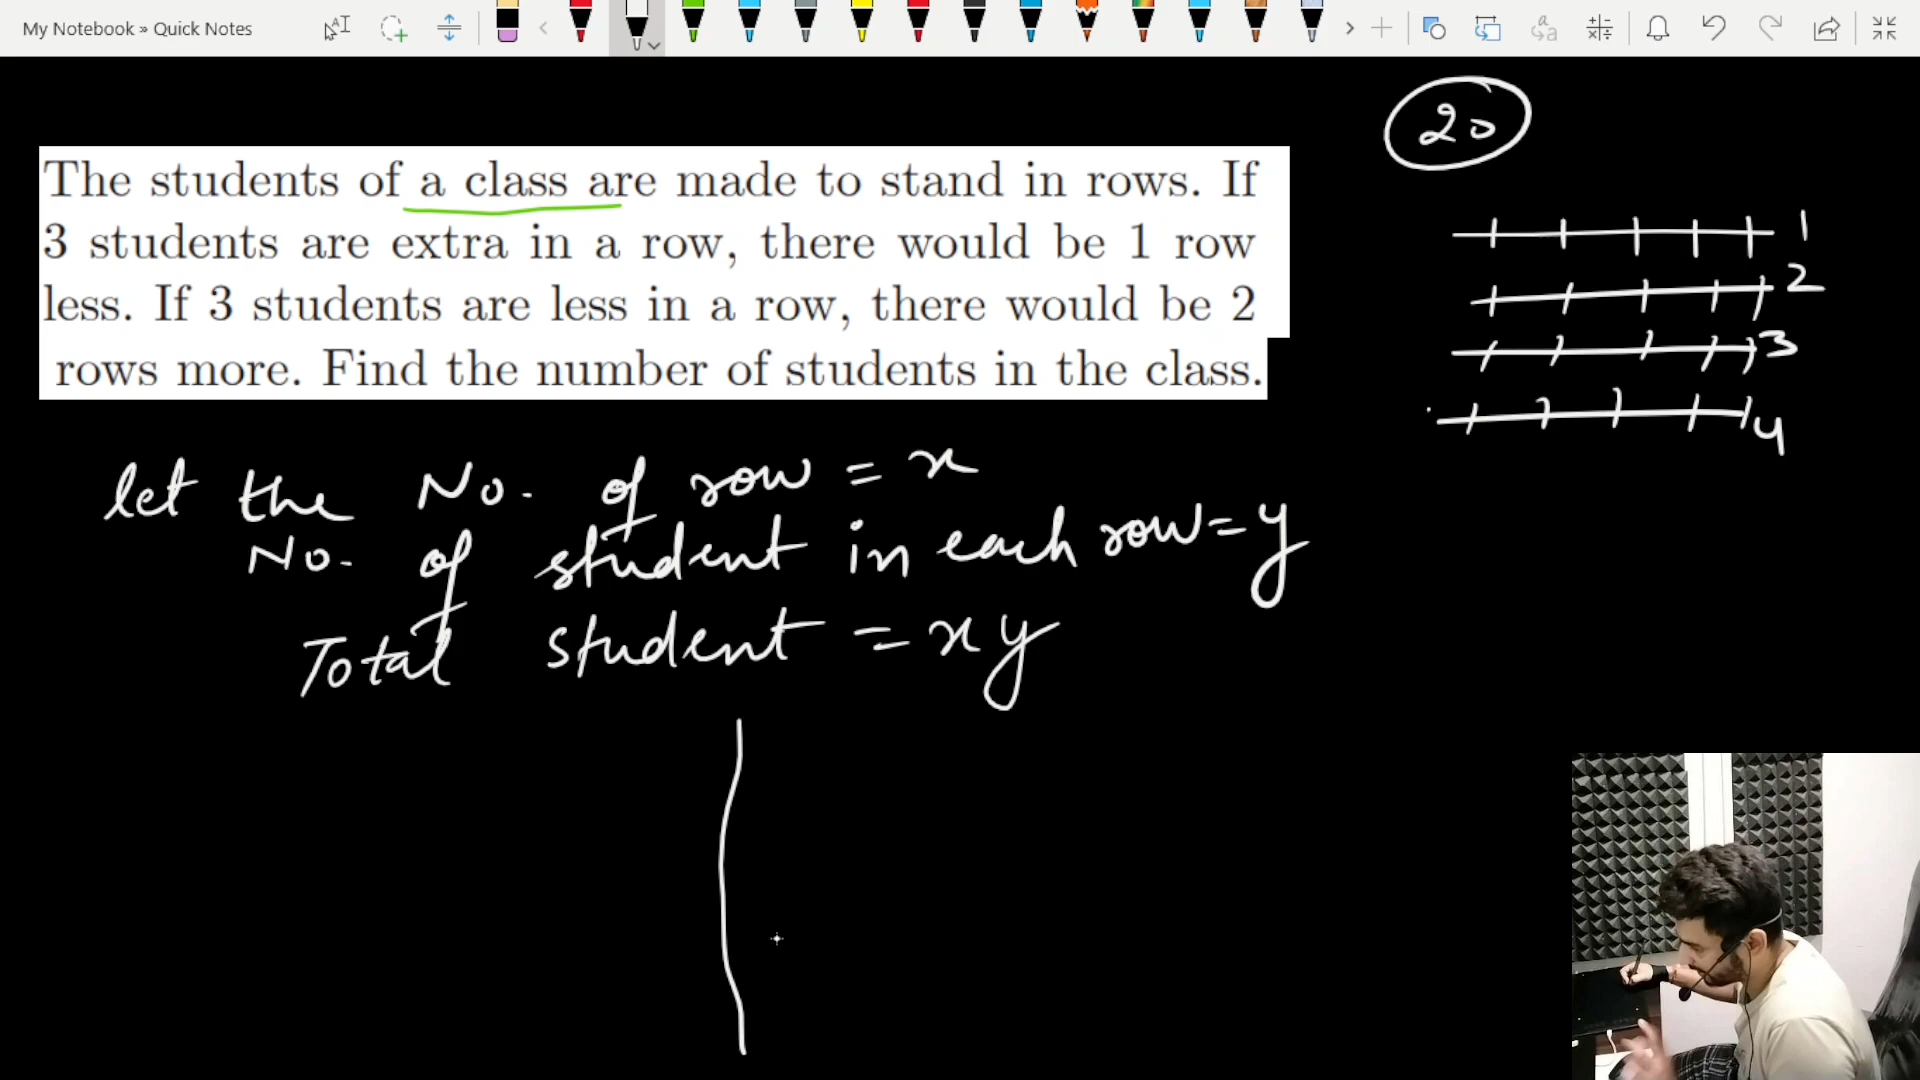 My Notebook » Quick Notes
20
The students of a class are made to stand in rows. If
3 students are extra in a row, there would be 1 row
less. If 3 students are less in a row, there would be 2
rows more. Find the number of students in the class.
1
2
3
4
let the No. of row = x
No. of student in each row = y
Total student = xy